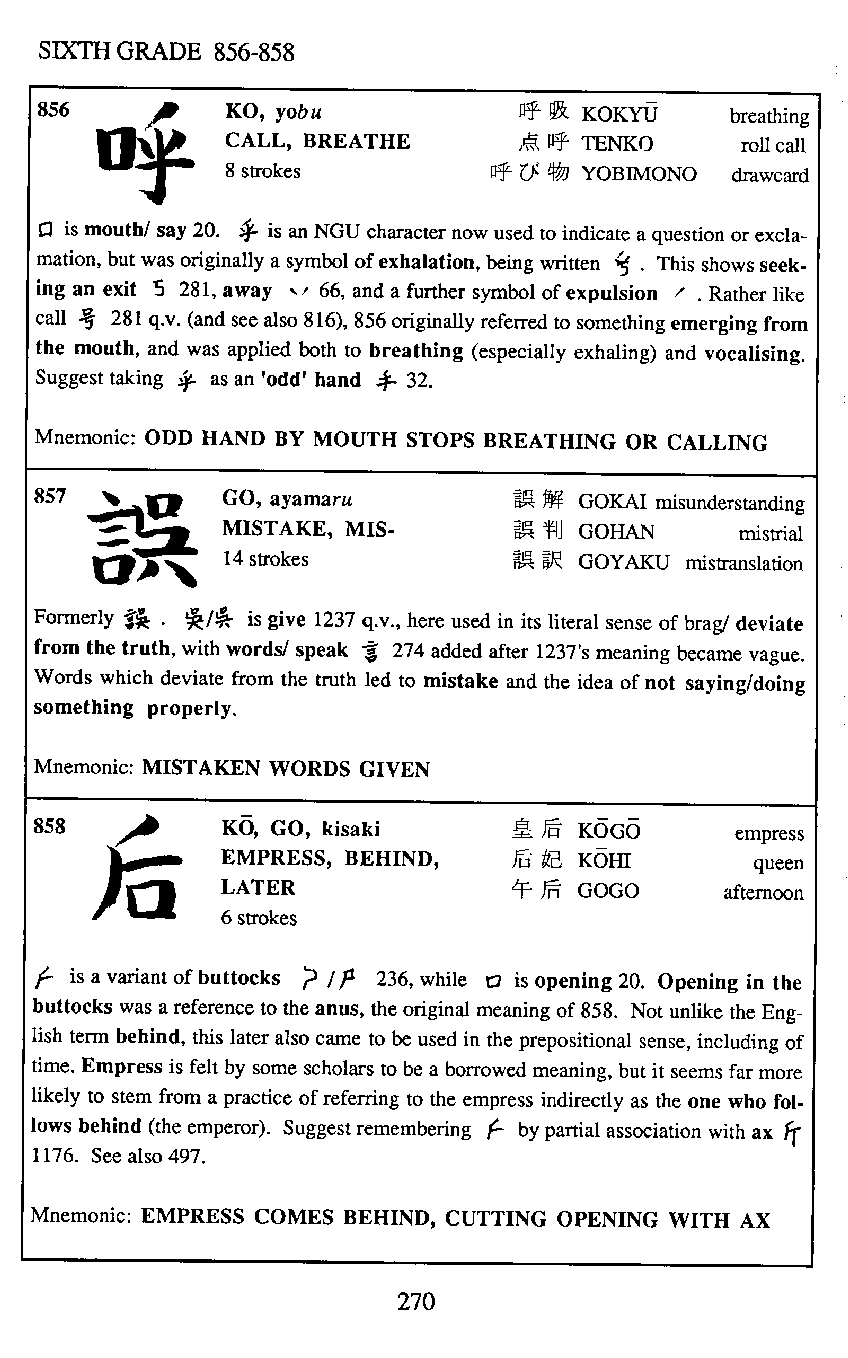 SIXTH GRADE 856-858
856 呼 KO, yobu 呼吸 KOKYŪ breathing
CALL, BREATHE 点呼 TENKO roll call
8 strokes 呼び物 YOBIMONO drawcard
口 is mouth/ say 20. 乎 is an NGU character now used to indicate a question or excla-
mation, but was originally a symbol of exhalation, being written . This shows seek-
ing an exit 281, away 66, and a further symbol of expulsion . Rather like
call 号 281 q.v. (and see also 816), 856 originally referred to something emerging from
the mouth, and was applied both to breathing (especially exhaling) and vocalising.
Suggest taking 乎 as an 'odd' hand 手 32.
Mnemonic: ODD HAND BY MOUTH STOPS BREATHING OR CALLING
857 誤 GO, ayamaru 誤解 GOKAI misunderstanding
MISTAKE, MIS- 誤判 GOHAN mistrial
14 strokes 誤訳 GOYAKU mistranslation
Formerly . / is give 1237 q.v., here used in its literal sense of brag/ deviate
from the truth, with words/ speak 言 274 added after 1237's meaning became vague.
Words which deviate from the truth led to mistake and the idea of not saying/doing
something properly.
Mnemonic: MISTAKEN WORDS GIVEN
858 后 KŌ, GO, kisaki 皇后 KŌGŌ empress
EMPRESS, BEHIND, 后妃 KŌHI queen
LATER 午后 GOGO afternoon
6 strokes
is a variant of buttocks / 236, while 口 is opening 20. Opening in the
buttocks was a reference to the anus, the original meaning of 858. Not unlike the Eng-
lish term behind, this later also came to be used in the prepositional sense, including of
time. Empress is felt by some scholars to be a borrowed meaning, but it seems far more
likely to stem from a practice of referring to the empress indirectly as the one who fol-
lows behind (the emperor). Suggest remembering by partial association with ax 斤
1176. See also 497.
Mnemonic: EMPRESS COMES BEHIND, CUTTING OPENING WITH AX
270